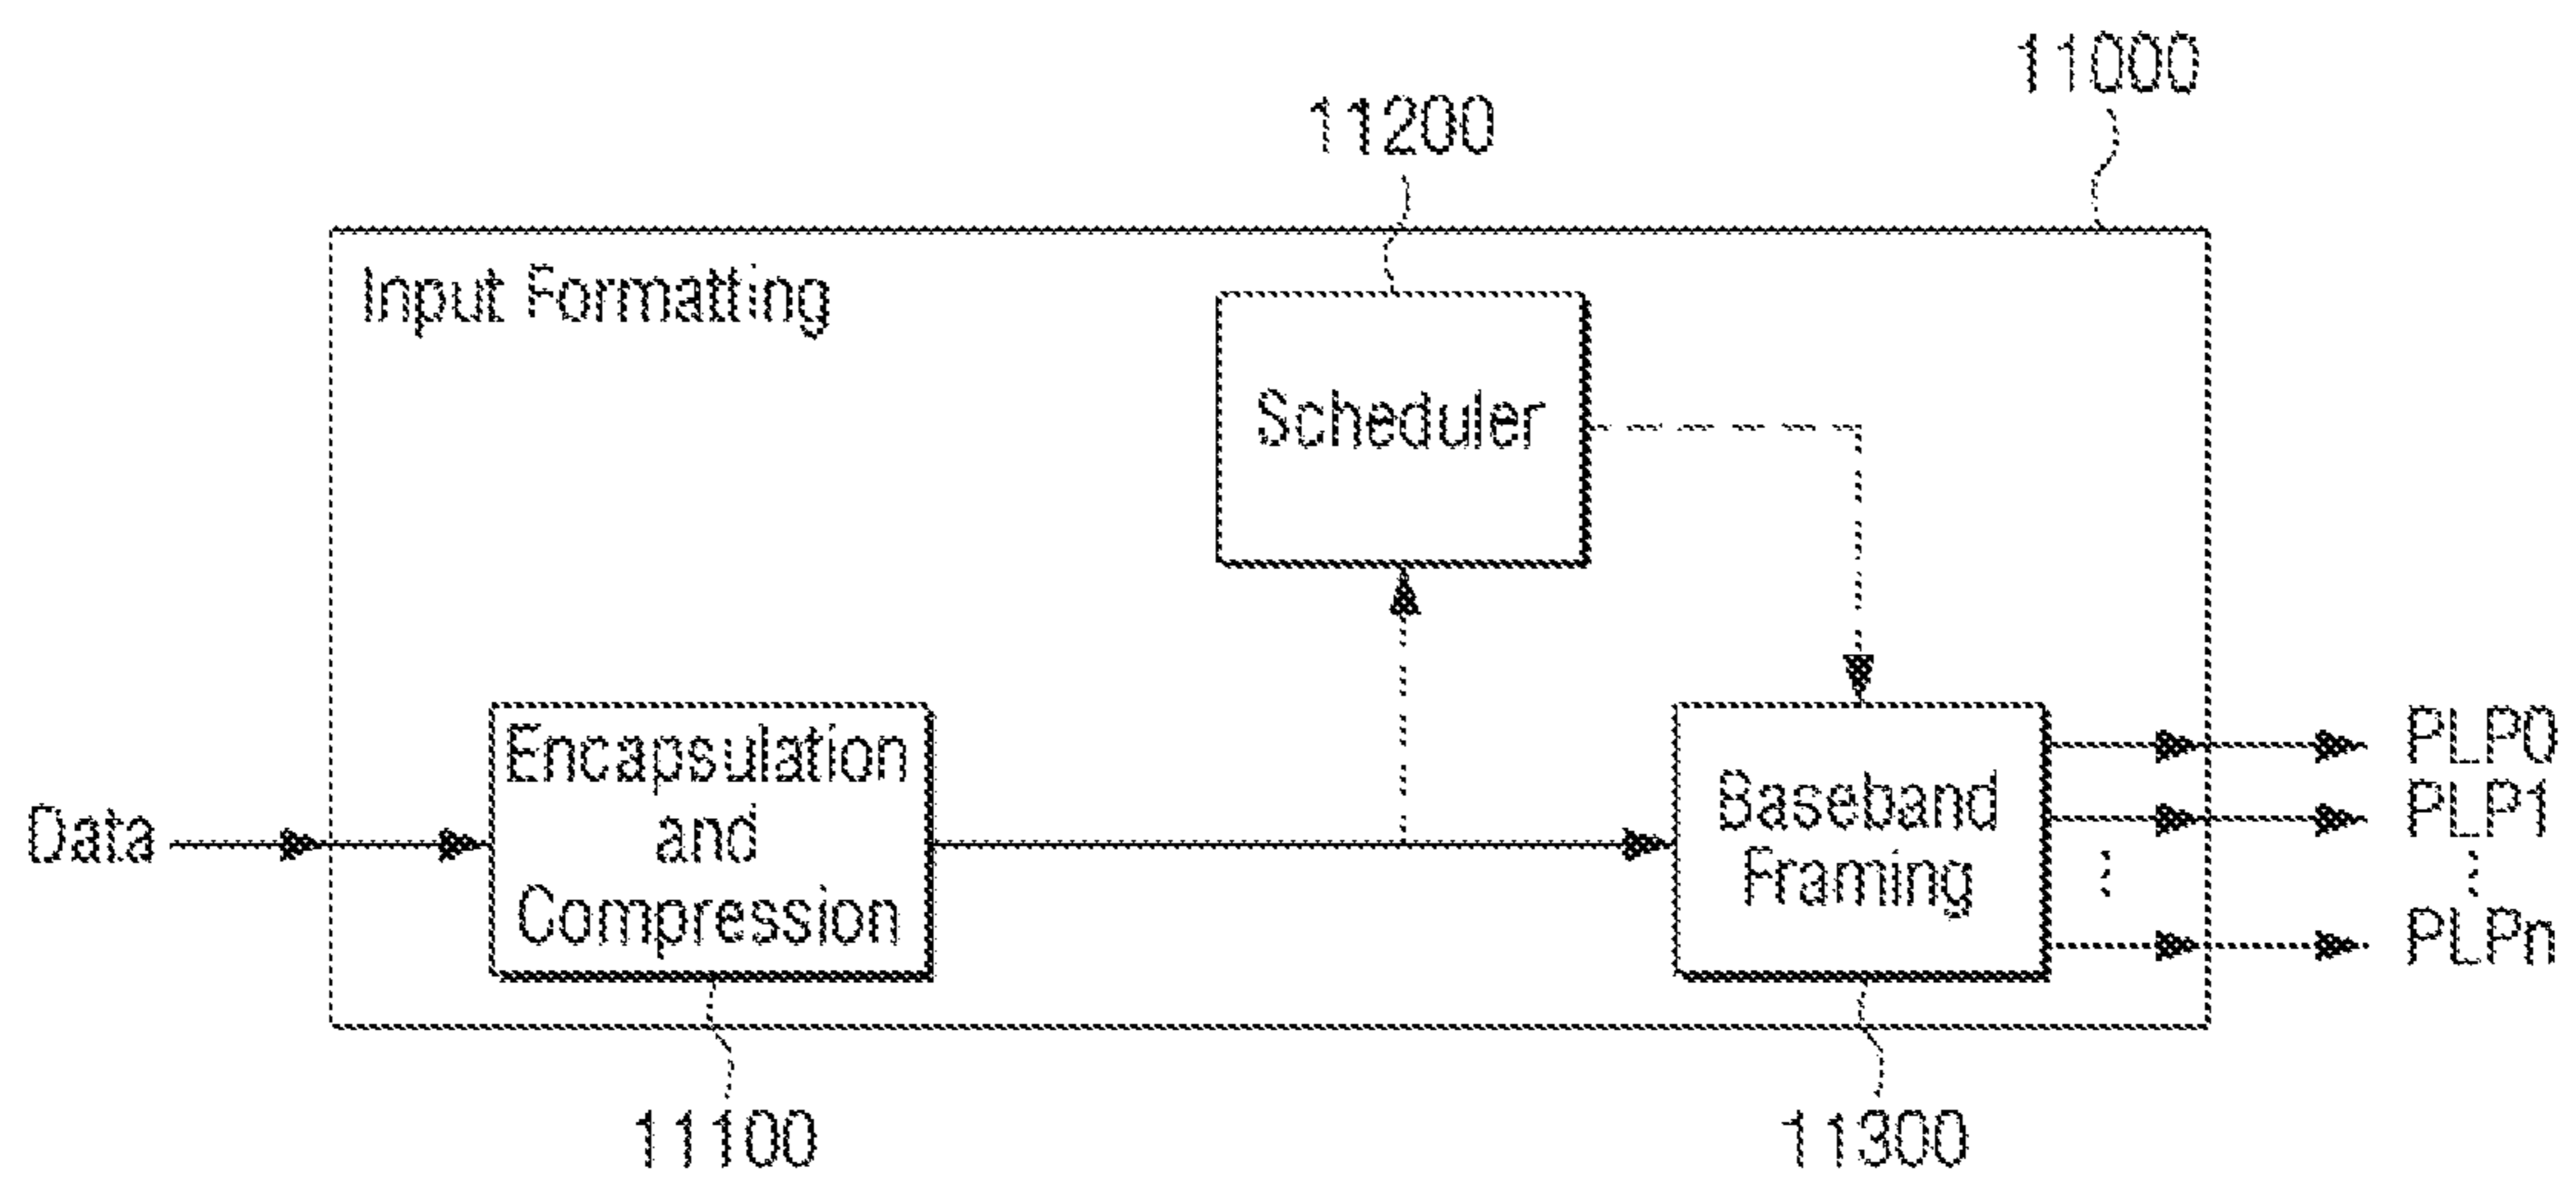 11000
11200
Input Formatting
Scheduler
Encapsulation
and
Compression
Data
Baseband
Framing
PLP0
PLP1
PLPn
11100
11300